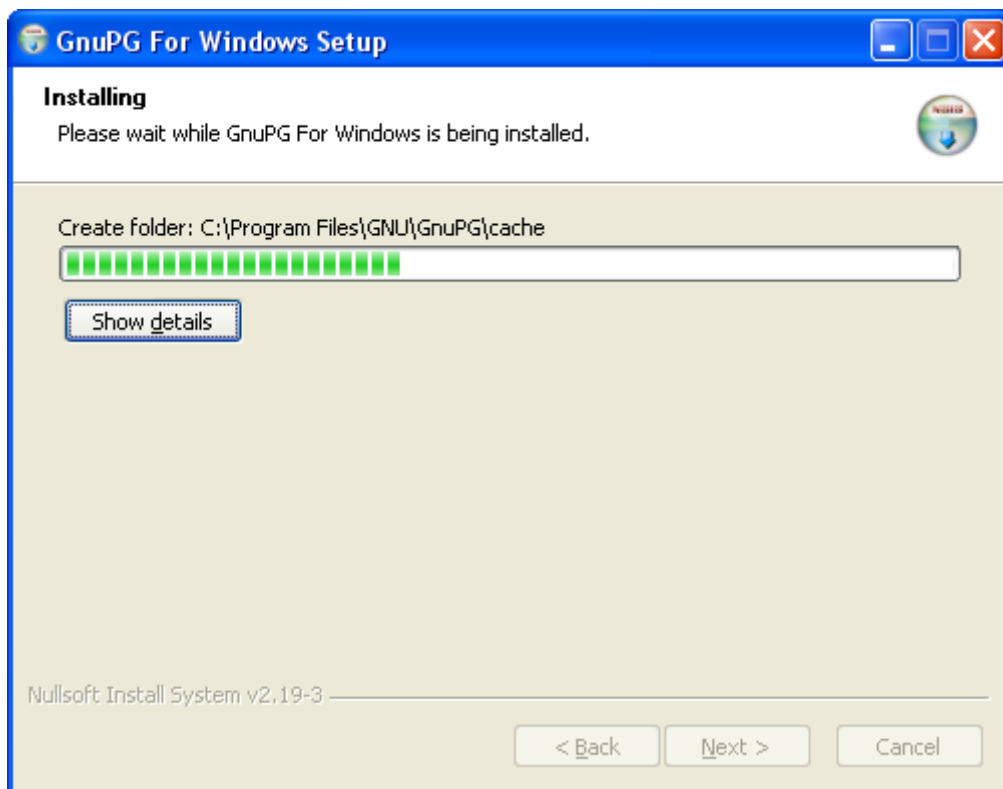 GnuPG For Windows Setup
Installing
Please wait while GnuPG For Windows is being installed.
Create folder: C:\Program Files\GNU\GnuPG\cache
Show details
Nullsoft Install System v2.19-3
< Back
Next >
Cancel